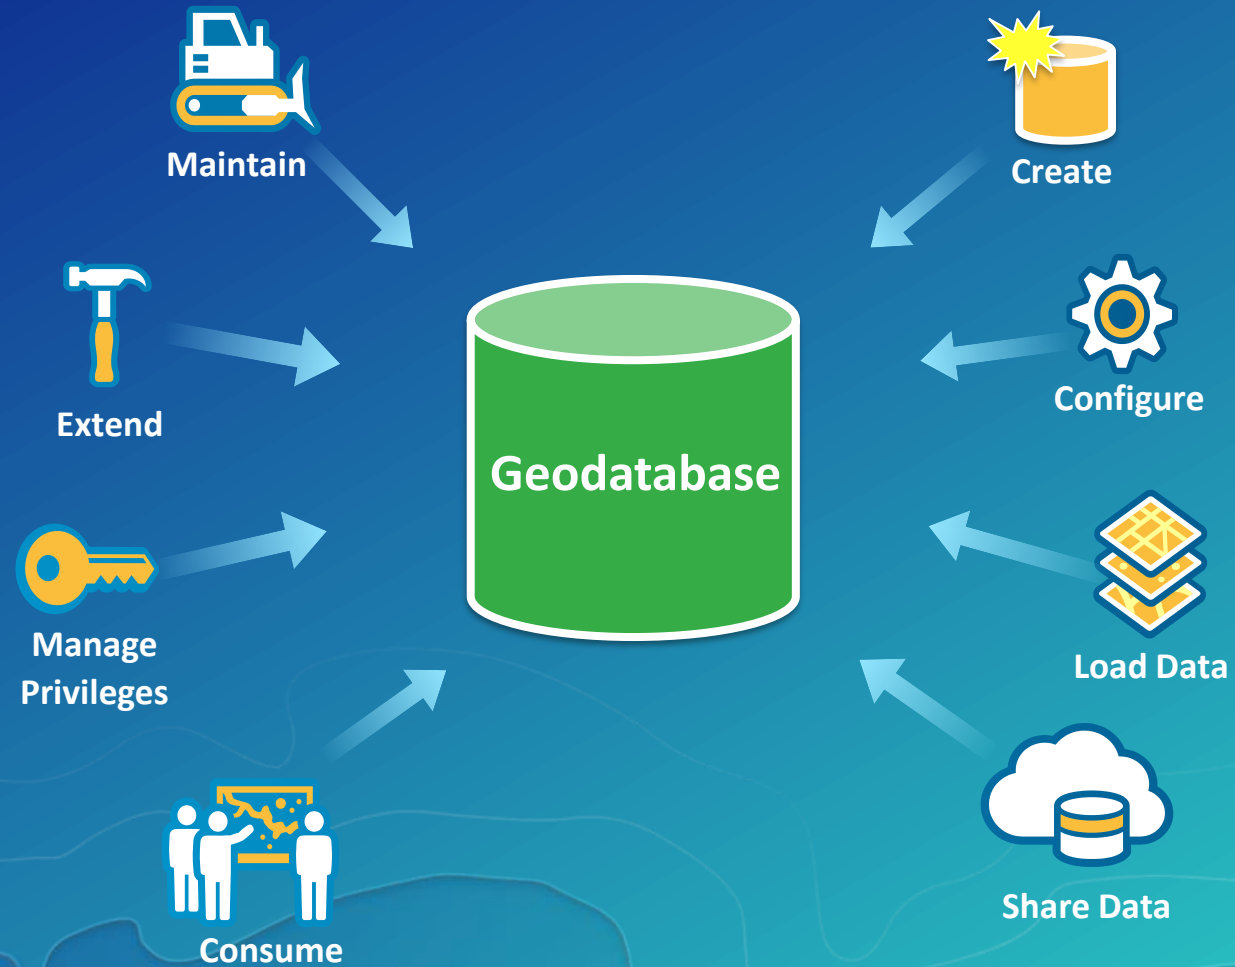 Maintain
Create
Extend
Configure
Geodatabase
Manage
Privileges
Load Data
Share Data
Consume